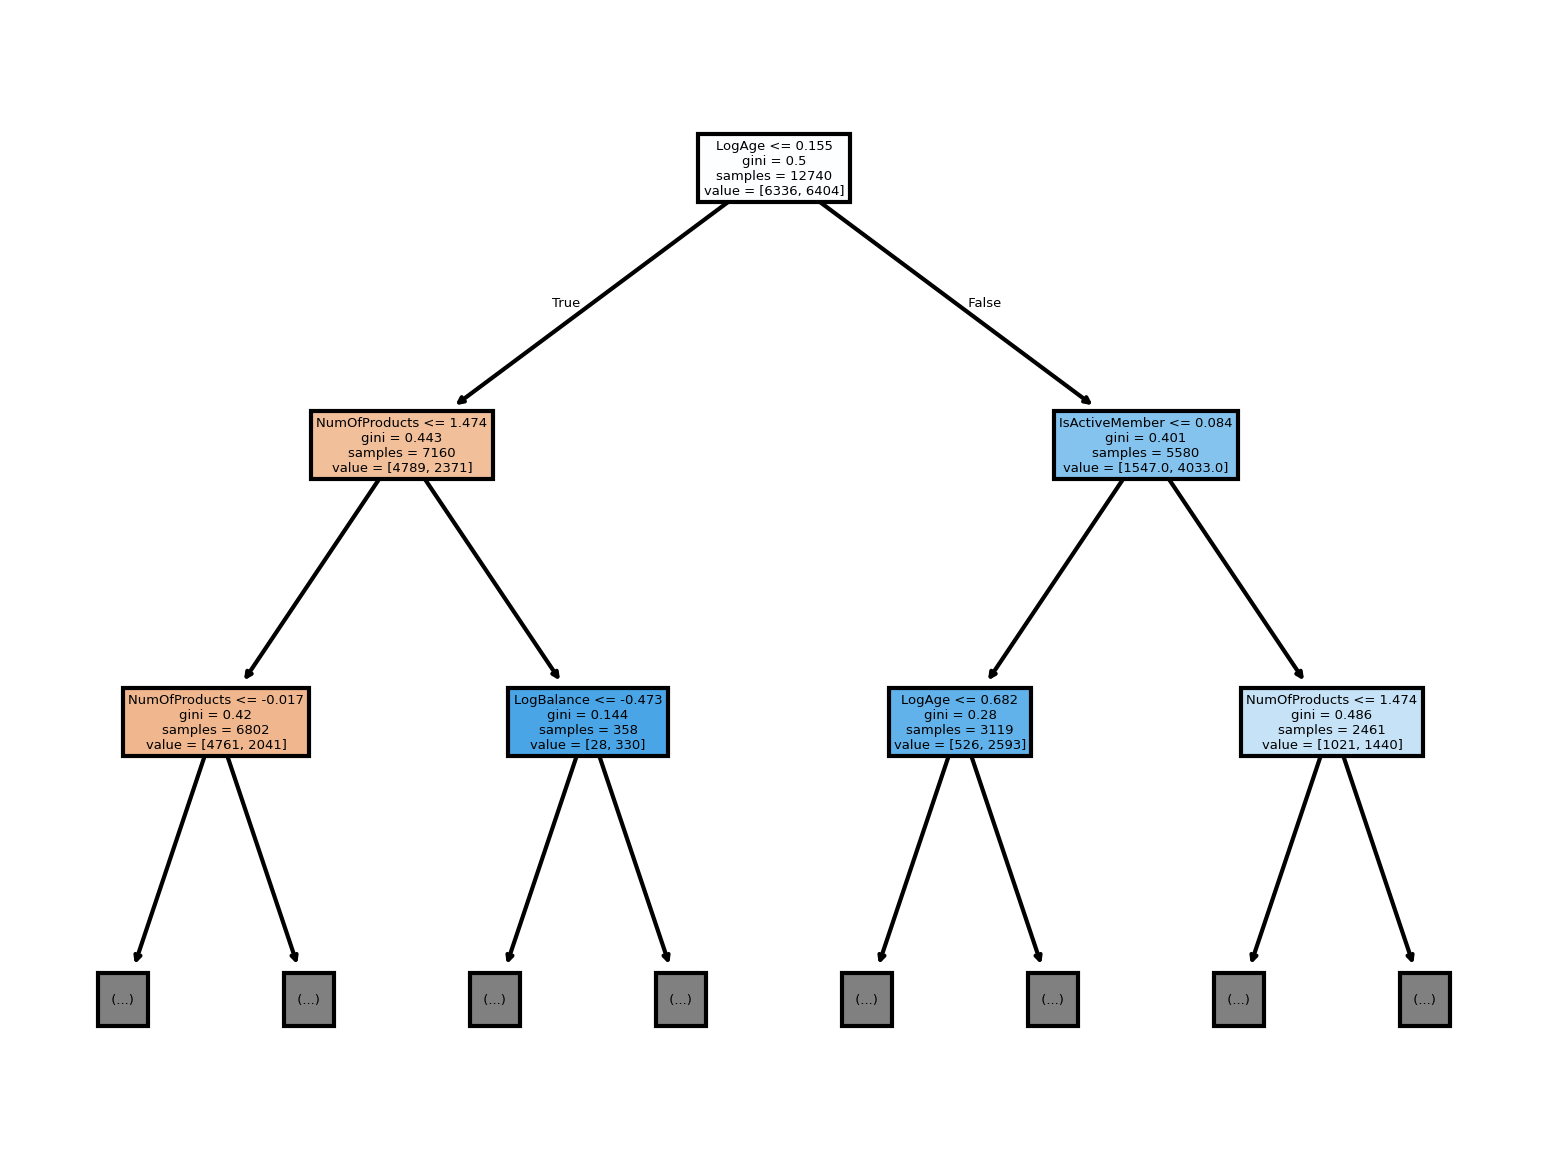 LogAge <= 0.155
gini = 0.5
samples = 12740
value = [6336, 6404]
True
False
NumOfProducts <= 1.474
gini = 0.443
samples = 7160
value = [4789, 2371]
IsActiveMember <= 0.084
gini = 0.401
samples = 5580
value = [1547.0, 4033.0]
NumOfProducts <= -0.017
gini = 0.42
samples = 6802
value = [4761, 2041]
LogBalance <= -0.473
gini = 0.144
samples = 358
value = [28, 330]
LogAge <= 0.682
gini = 0.28
samples = 3119
value = [526, 2593]
NumOfProducts <= 1.474
gini = 0.486
samples = 2461
value = [1021, 1440]
(...)
(...)
(...)
(...)
(...)
(...)
(...)
(...)